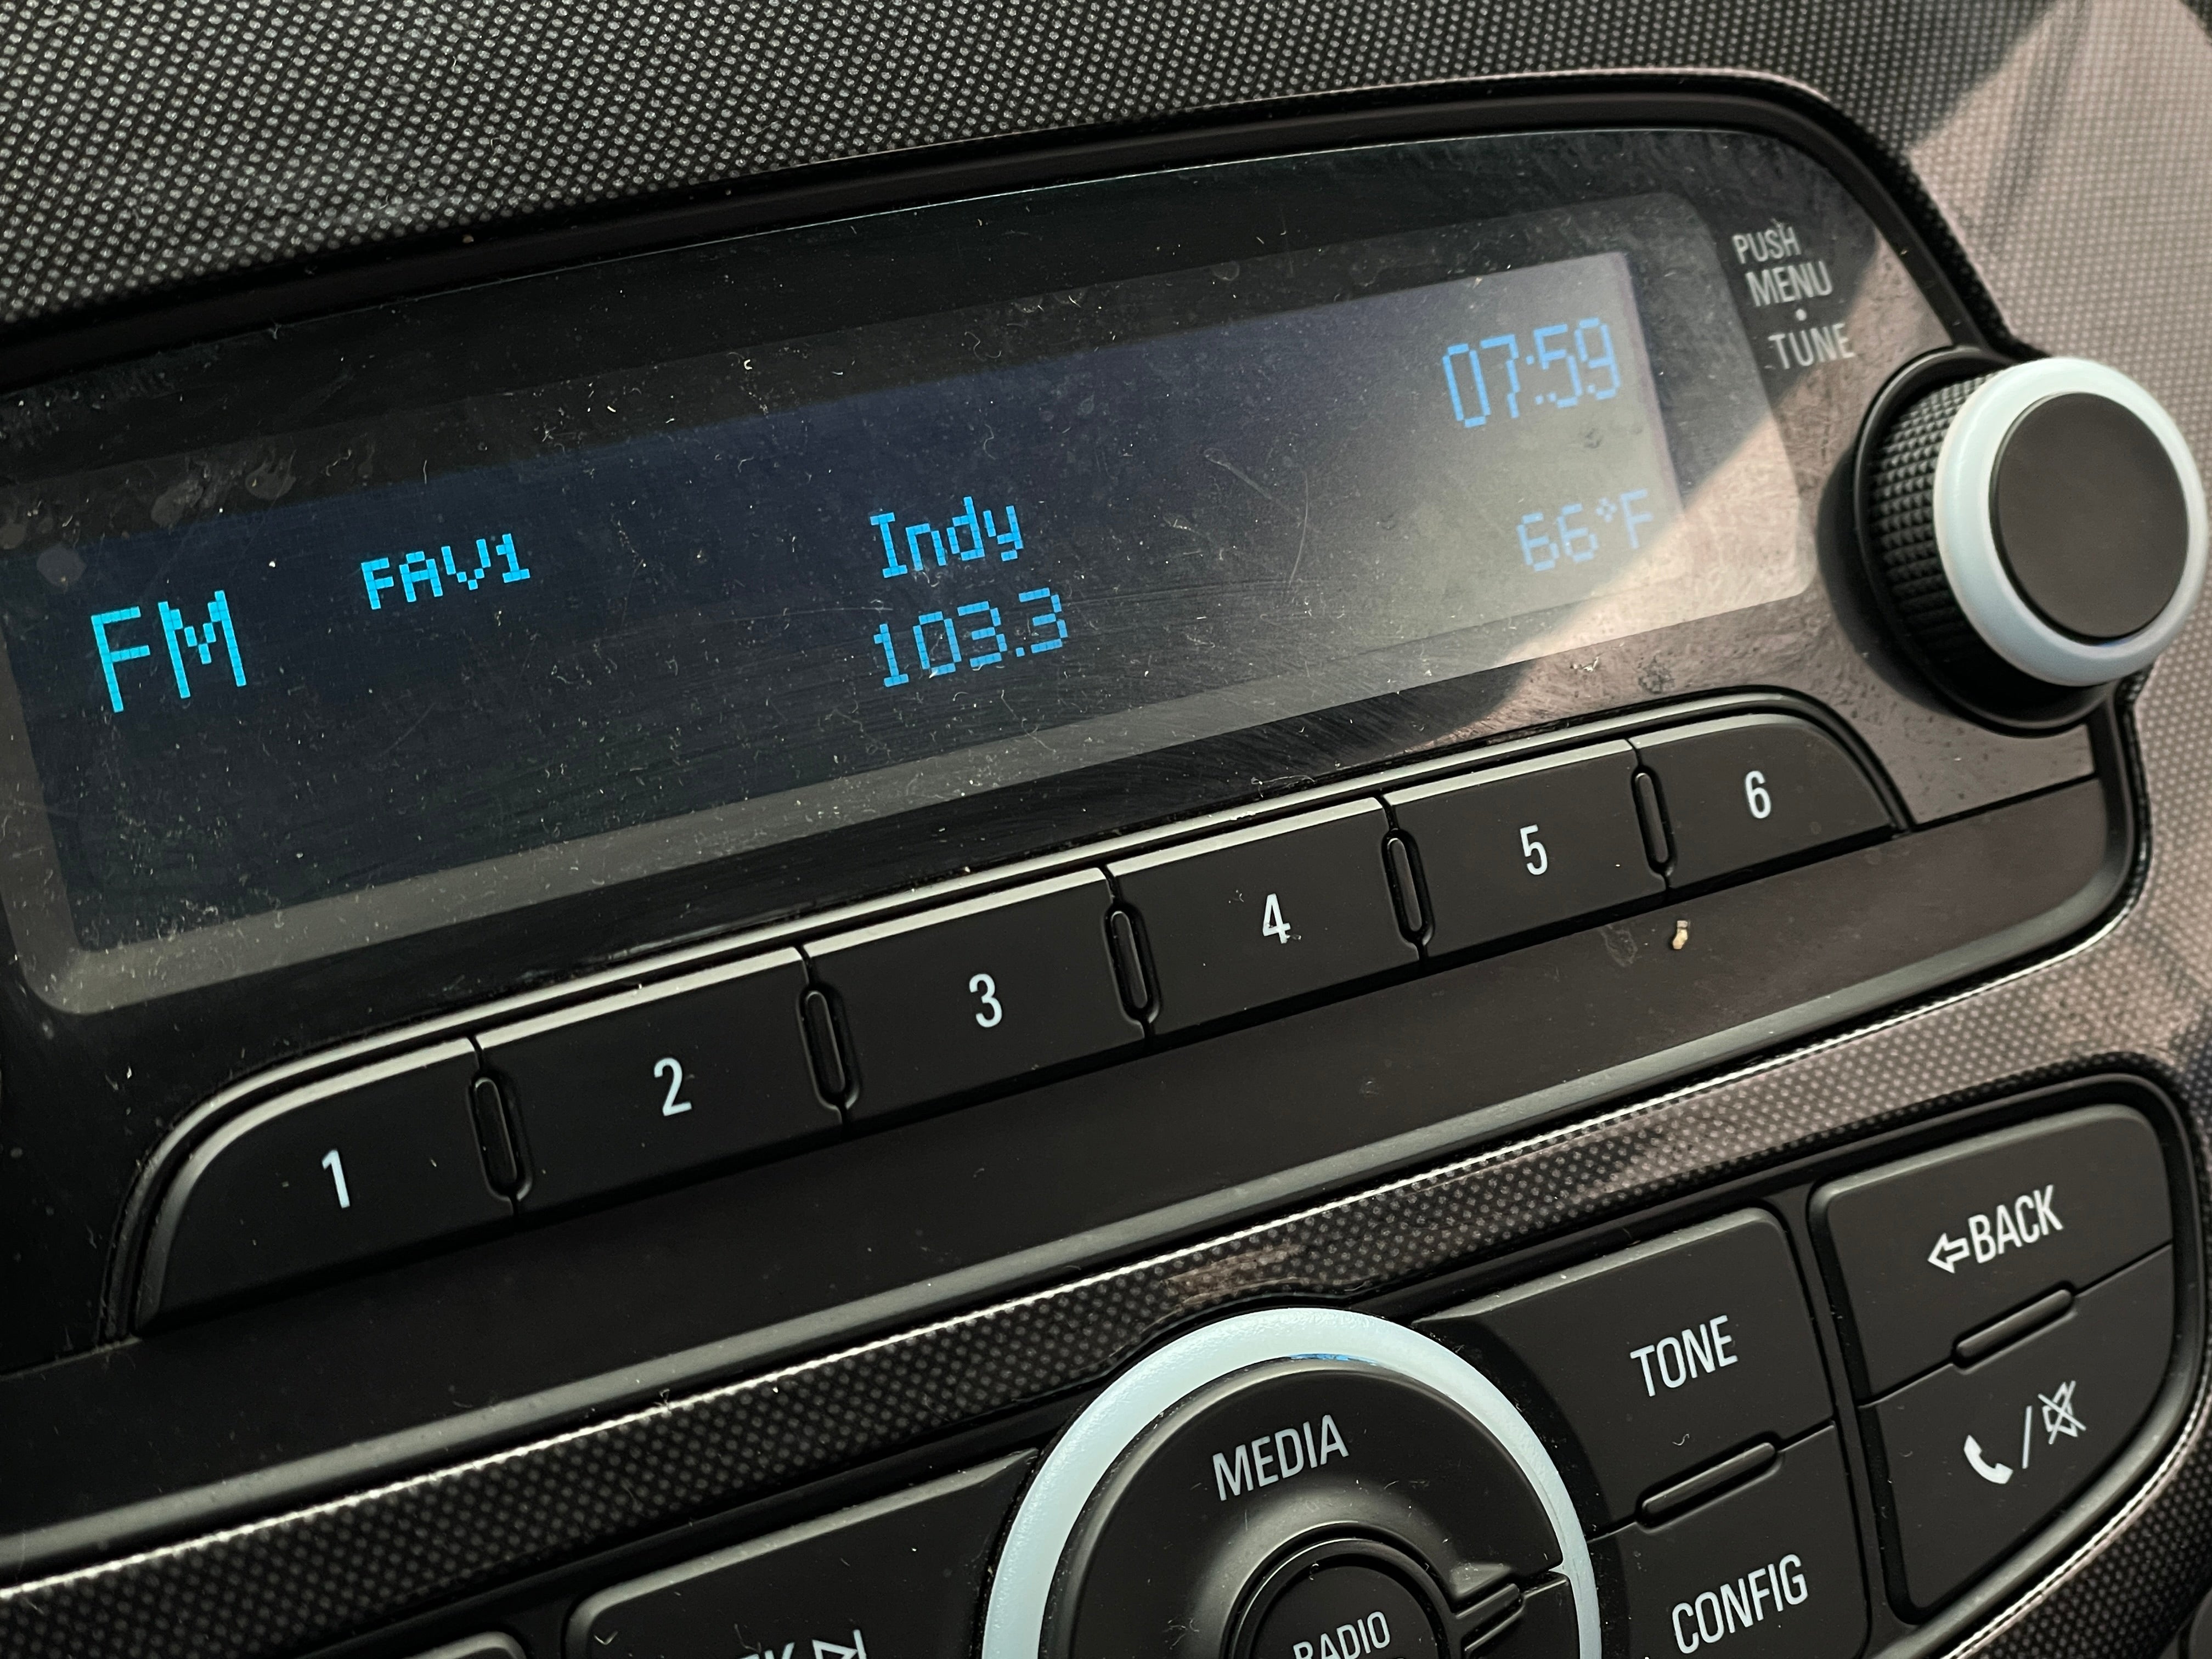 PUSH
MENU
•
TUNE
07:59
FM FAV1 Indy 66°F
103.3
1 2 3 4 5 6
⇦BACK
TONE
MEDIA
CONFIG
RADIO